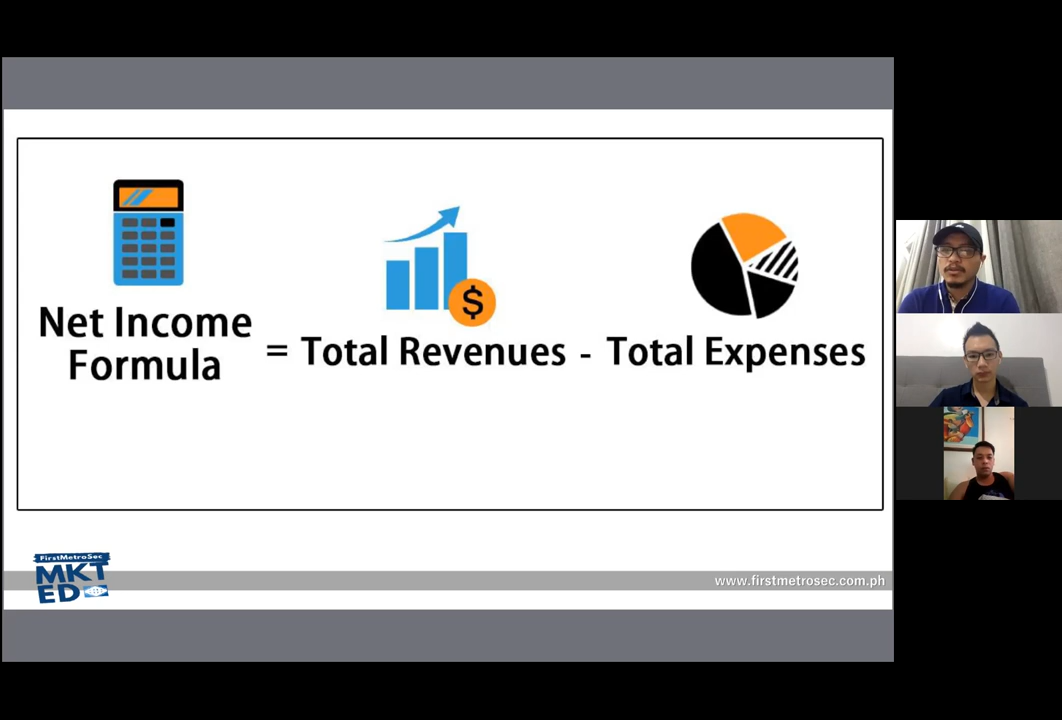 Net Income
Formula
= Total Revenues - Total Expenses
$
FirstMetroSec
MKT
ED
www.firstmetrosec.com.ph